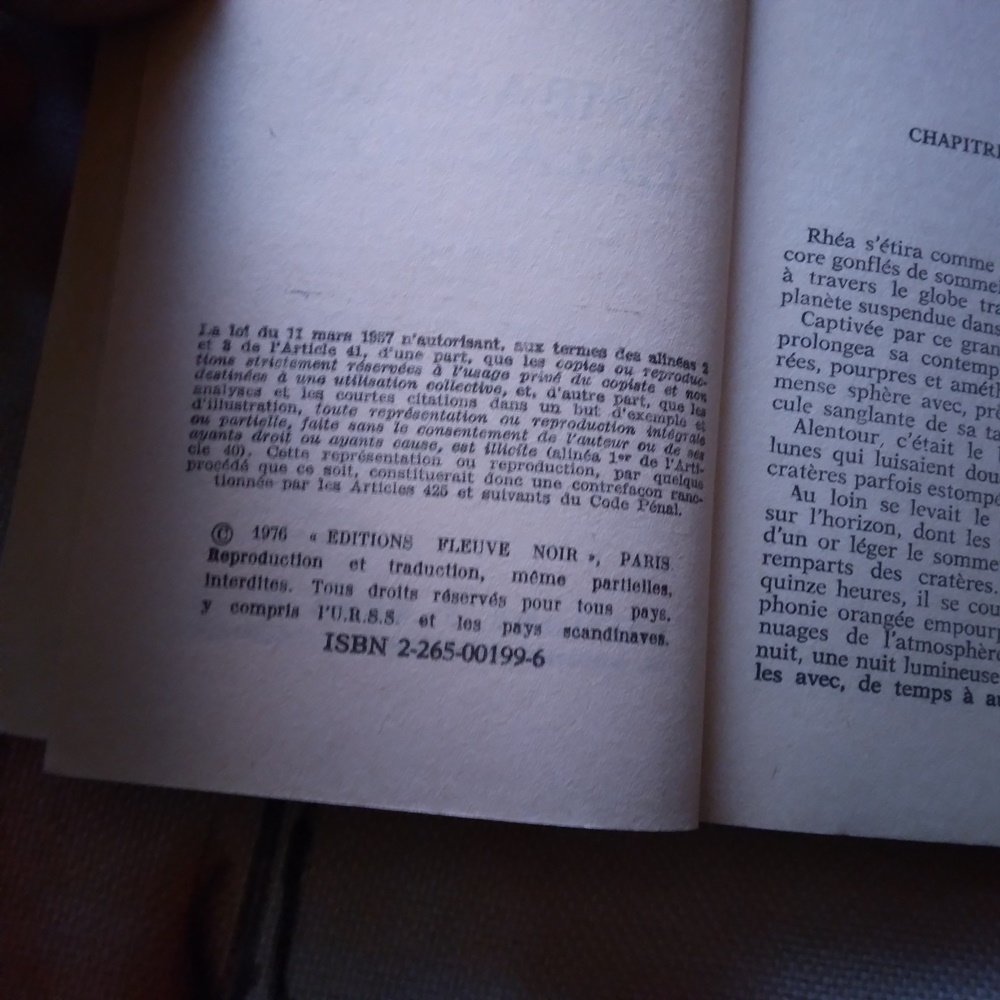 La loi du 11 mars 1957 n'autorisant, aux termes des alinéas 2
et 3 de l'Article 41, d'une part, que les copies ou reproduc-
tions strictement réservées à l'usage privé du copiste et non
destinées à une utilisation collective, et, d'autre part, que les
analyses et les courtes citations dans un but d'exemple et
d'illustration, toute représentation ou reproduction intégrale
ou partielle, faite sans le consentement de l'auteur ou de ses
ayants droit ou ayants cause, est illicite (alinéa 1er de l'Arti-
cle 40). Cette représentation ou reproduction, par quelque
procédé que ce soit, constituerait donc une contrefaçon sanc-
tionnée par les Articles 425 et suivants du Code Pénal.
© 1976 « EDITIONS FLEUVE NOIR », PARIS.
Reproduction et traduction, même partielles,
interdites. Tous droits réservés pour tous pays,
y compris l'U.R.S.S. et les pays scandinaves.
ISBN 2-265-00199-6
CHAPITRE
Rhéa s'étira comme
core gonflés de sommei
à travers le globe tra
planète suspendue dans
Captivée par ce gran
prolongea sa contemp
rées, pourpres et améti
mense sphère avec, prè
cule sanglante de sa ta
Alentour, c'était le
lunes qui luisaient dou
cratères parfois estompé
Au loin se levait le
sur l'horizon, dont les
d'un or léger le somme
remparts des cratères.
quinze heures, il se cou
phonie orangée empour
nuages de l'atmosphère
nuit, une nuit lumineuse
les avec, de temps à au